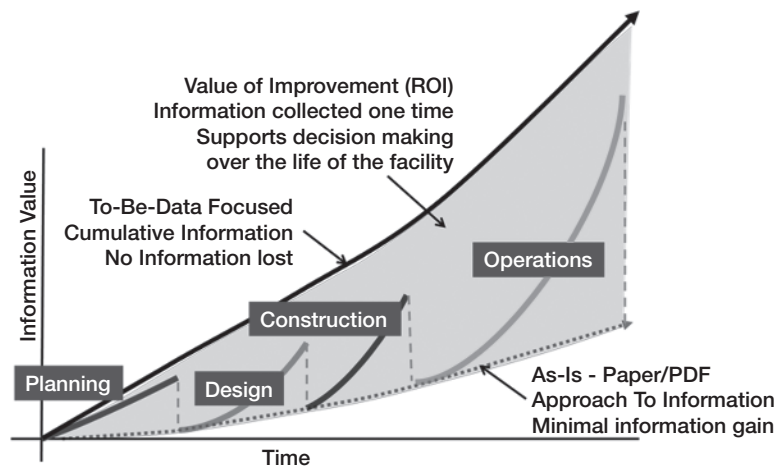 Value of Improvement (ROI)
Information collected one time
Supports decision making
over the life of the facility
To-Be-Data Focused
Cumulative Information
No Information lost
Information Value
Operations
Construction
Planning
Design
As-Is - Paper/PDF
Approach To Information
Minimal information gain
Time